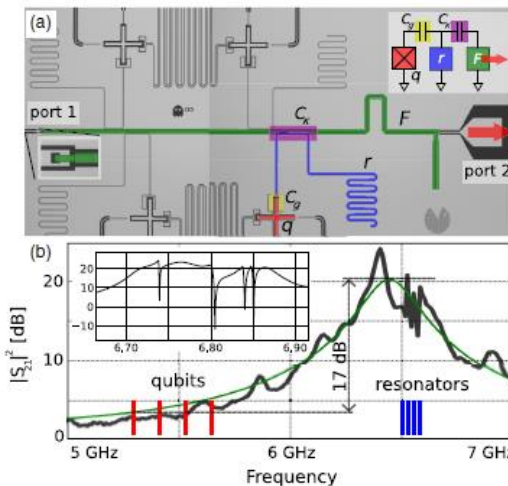 (a)
C_g C_κ
q r F
port 1
C_κ F
r
port 2
C_g
q
(b)
|S_21|² [dB]
20
10
0
20
10
0
−10
6,70 6,80 6,90
17 dB
qubits
resonators
5 GHz 6 GHz 7 GHz
Frequency